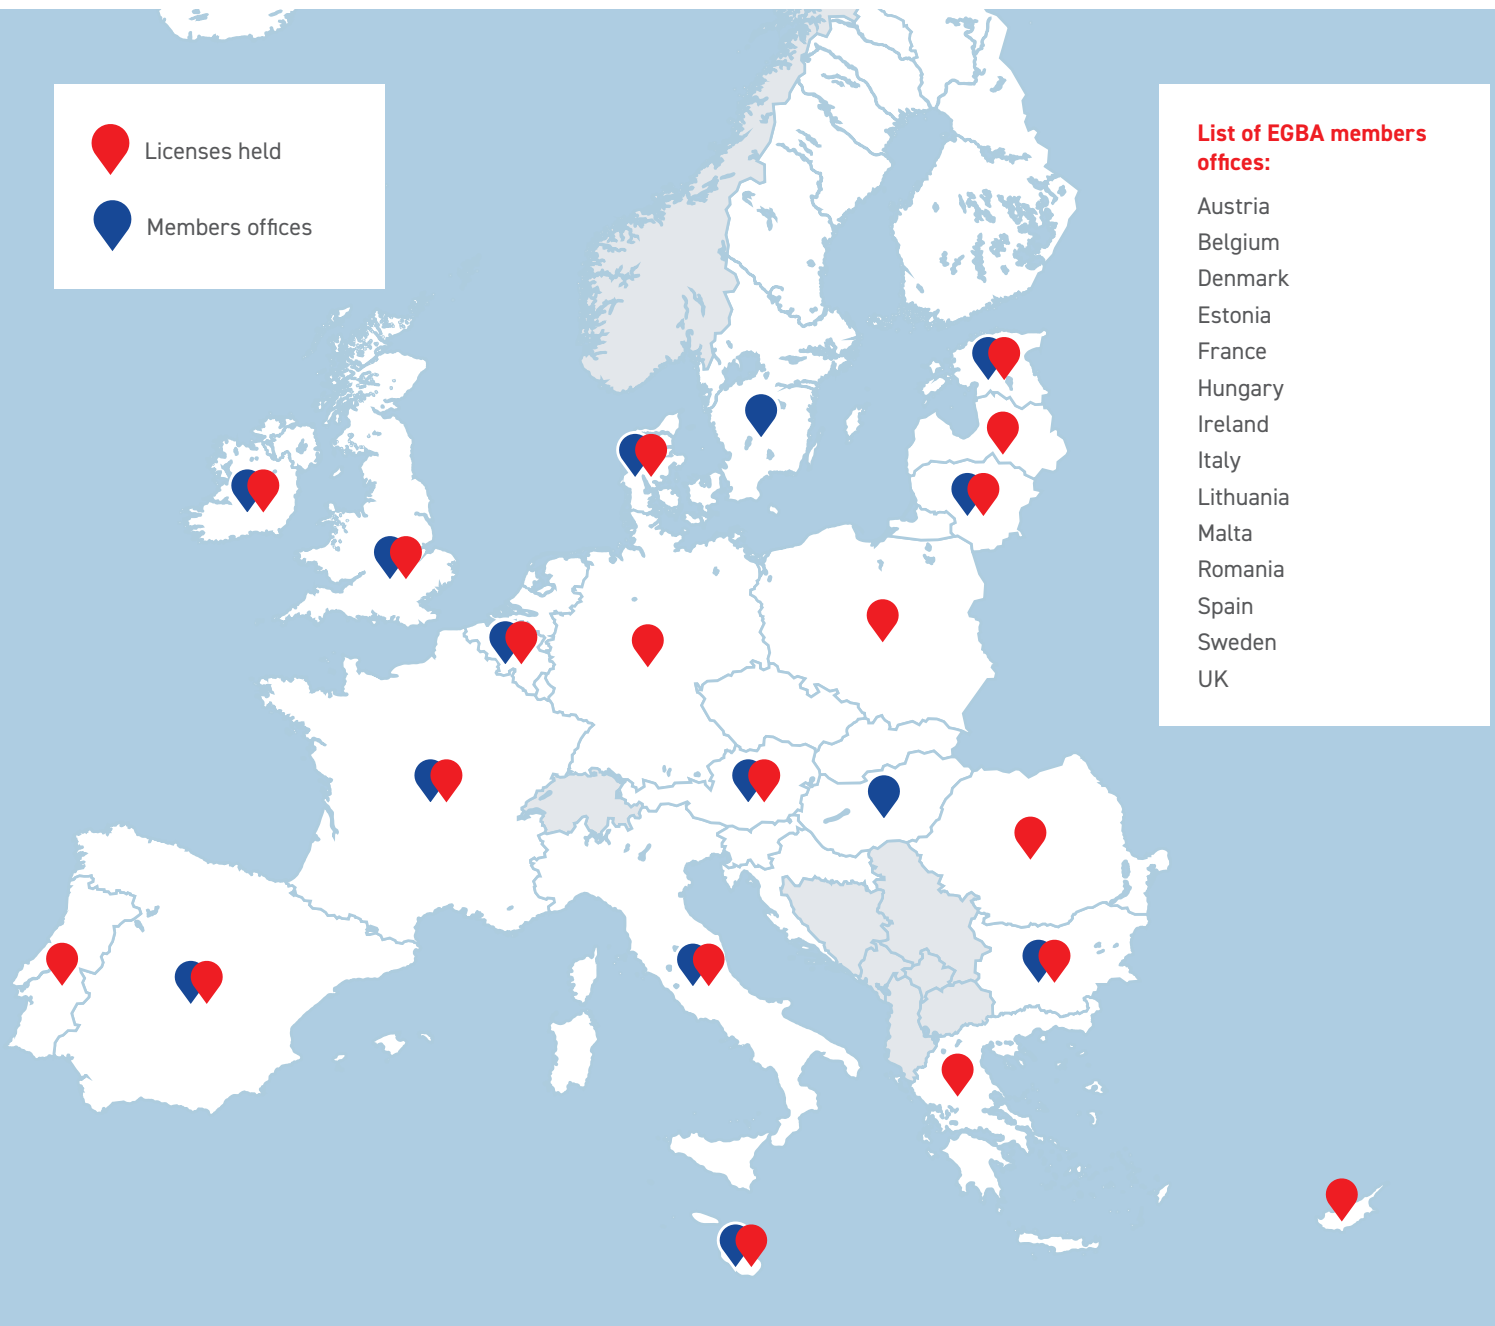 Licenses held
Members offices
List of EGBA members
offices:
Austria
Belgium
Denmark
Estonia
France
Hungary
Ireland
Italy
Lithuania
Malta
Romania
Spain
Sweden
UK